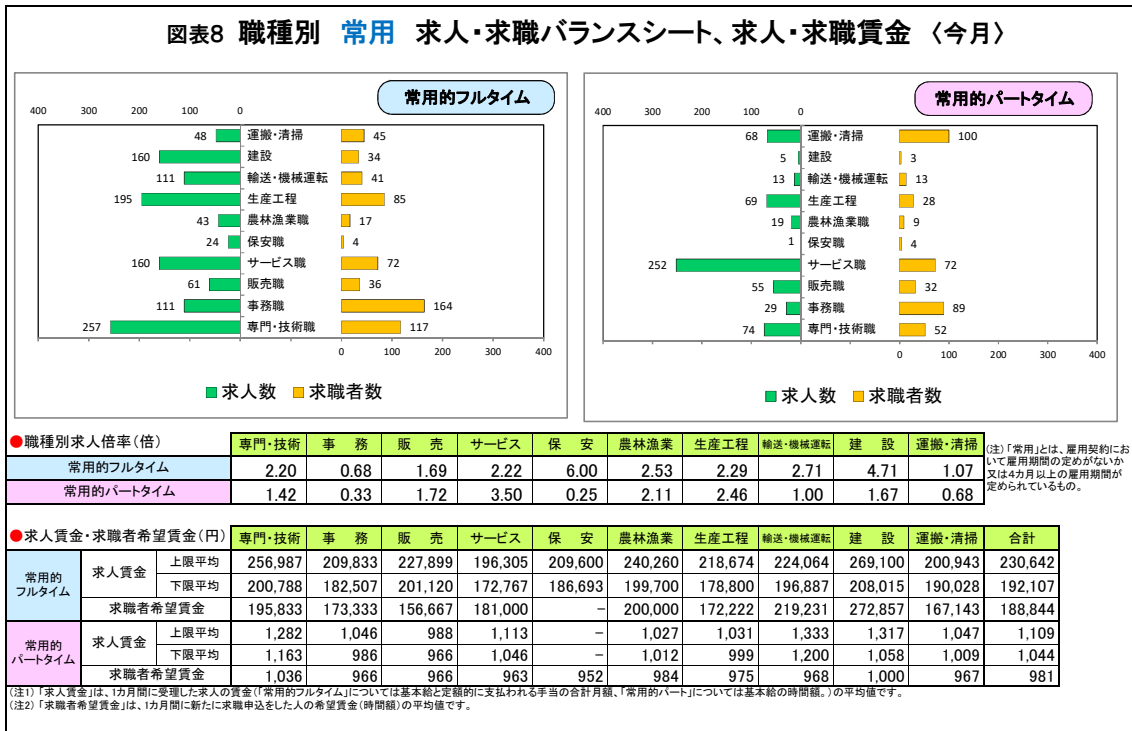 図表8 職種別 常用 求人・求職バランスシート、求人・求職賃金 〈今月〉
常用的フルタイム
400 300 200 100 0
48 運搬・清掃 45
160 建設 34
111 輸送・機械運転 41
195 生産工程 85
43 農林漁業職 17
24 保安職 4
160 サービス職 72
61 販売職 36
111 事務職 164
257 専門・技術職 117
0 100 200 300 400
求人数 求職者数
常用的パートタイム
400 300 200 100 0
68 運搬・清掃 100
5 建設 3
13 輸送・機械運転 13
69 生産工程 28
19 農林漁業職 9
1 保安職 4
252 サービス職 72
55 販売職 32
29 事務職 89
74 専門・技術職 52
0 100 200 300 400
求人数 求職者数
●職種別求人倍率(倍) 専門・技術 事 務 販 売 サービス 保 安 農林漁業 生産工程 輸送・機械運転 建 設 運搬・清掃
常用的フルタイム 2.20 0.68 1.69 2.22 6.00 2.53 2.29 2.71 4.71 1.07
常用的パートタイム 1.42 0.33 1.72 3.50 0.25 2.11 2.46 1.00 1.67 0.68
(注)「常用」とは、雇用契約にお
いて雇用期間の定めがないか
又は4カ月以上の雇用期間が
定められているもの。
●求人賃金・求職者希望賃金(円) 専門・技術 事 務 販 売 サービス 保 安 農林漁業 生産工程 輸送・機械運転 建 設 運搬・清掃 合計
常用的
フルタイム
求人賃金 上限平均 256,987 209,833 227,899 196,305 209,600 240,260 218,674 224,064 269,100 200,943 230,642
下限平均 200,788 182,507 201,120 172,767 186,693 199,700 178,800 196,887 208,015 190,028 192,107
求職者希望賃金 195,833 173,333 156,667 181,000 － 200,000 172,222 219,231 272,857 167,143 188,844
常用的
パートタイム
求人賃金 上限平均 1,282 1,046 988 1,113 － 1,027 1,031 1,333 1,317 1,047 1,109
下限平均 1,163 986 966 1,046 － 1,012 999 1,200 1,058 1,009 1,044
求職者希望賃金 1,036 966 966 963 952 984 975 968 1,000 967 981
(注1)「求人賃金」は、1カ月間に受理した求人の賃金(「常用的フルタイム」については基本給と定額的に支払われる手当の合計月額、「常用的パート」については基本給の時間額。)の平均値です。
(注2)「求職者希望賃金」は、1カ月間に新たに求職申込をした人の希望賃金(時間額)の平均値です。